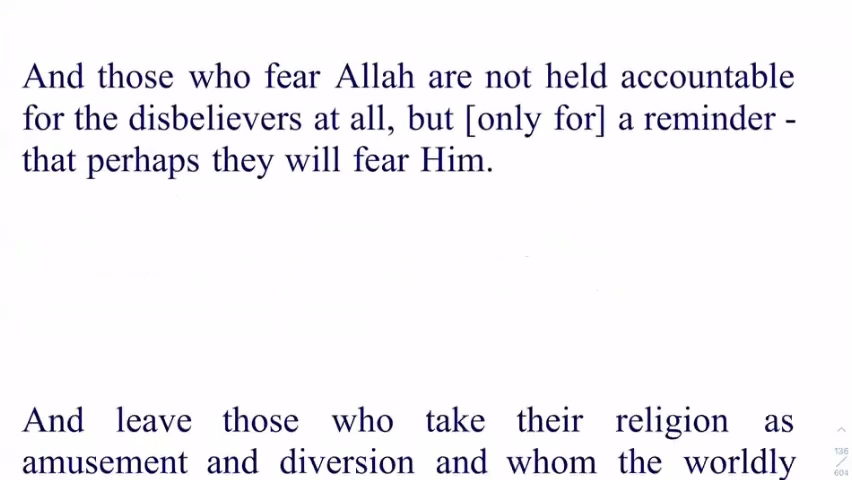 And those who fear Allah are not held accountable
for the disbelievers at all, but [only for] a reminder -
that perhaps they will fear Him.
And leave those who take their religion as
amusement and diversion and whom the worldly
136
604